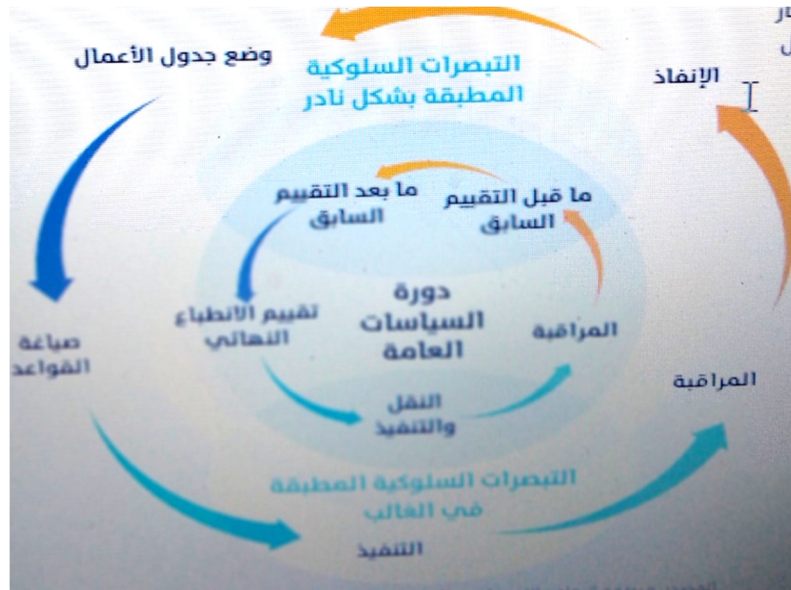 وضع جدول الأعمال
التبصرات السلوكية
المطبقة بشكل نادر
الإنفاذ
ما قبل التقييم
السابق
ما بعد التقييم
السابق
دورة
السياسات
العامة
تقييم الانطباع
النهائي
المراقبة
صياغة
القواعد
المراقبة
النقل
والتنفيذ
التبصرات السلوكية المطبقة
في الغالب
التنفيذ